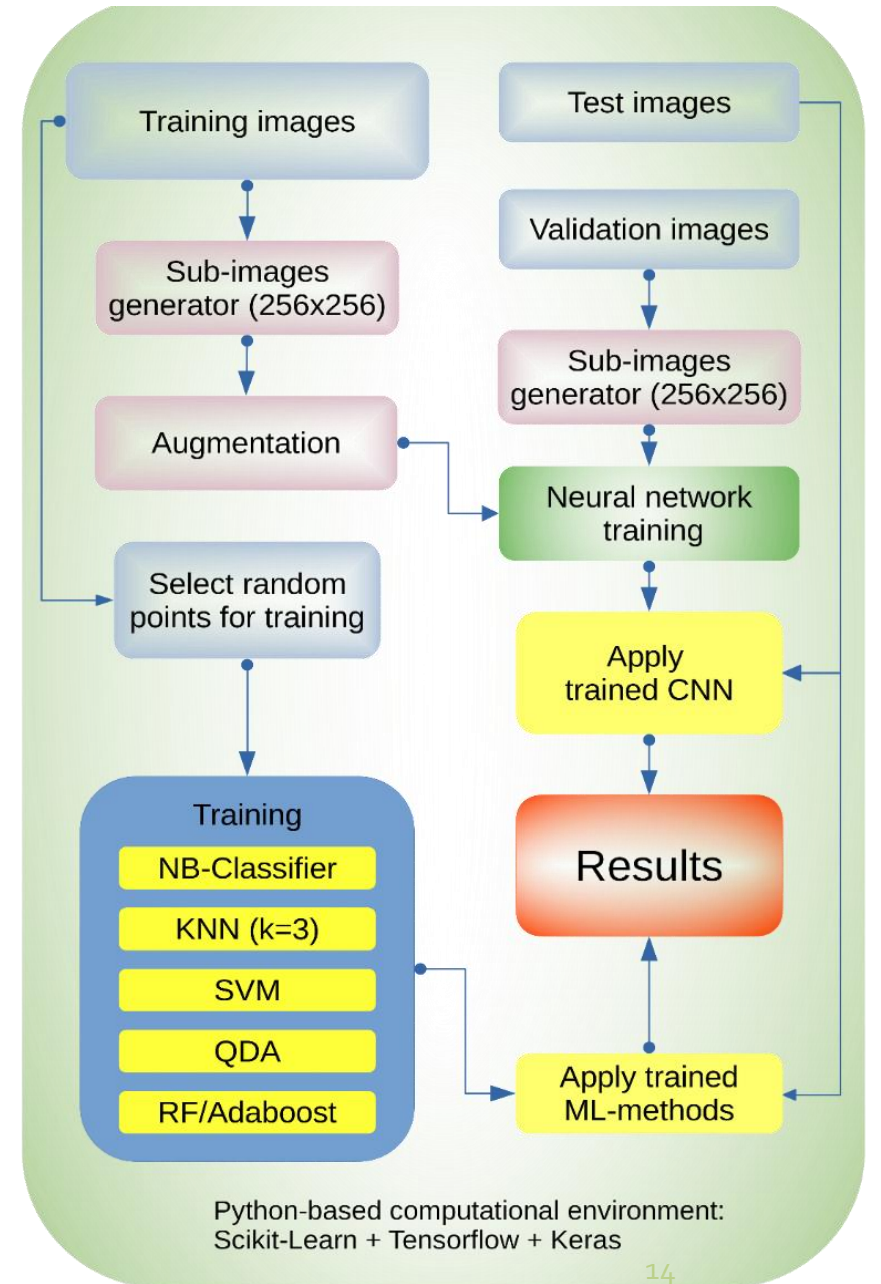 Training images
Test images
Validation images
Sub-images
generator (256x256)
Sub-images
generator (256x256)
Augmentation
Neural network
training
Select random
points for training
Apply
trained CNN
Training
NB-Classifier
KNN (k=3)
SVM
QDA
RF/Adaboost
Results
Apply trained
ML-methods
Python-based computational environment:
Scikit-Learn + Tensorflow + Keras
14